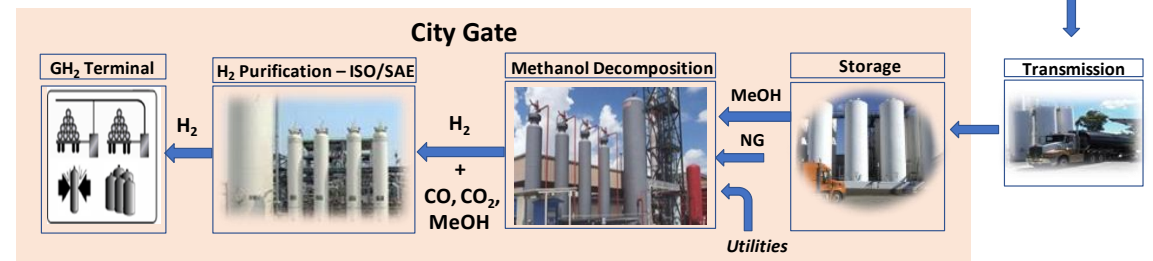 City Gate
GH₂ Terminal
H₂ Purification – ISO/SAE
Methanol Decomposition
Storage
Transmission
H₂
H₂
+
CO, CO₂,
MeOH
MeOH
NG
Utilities